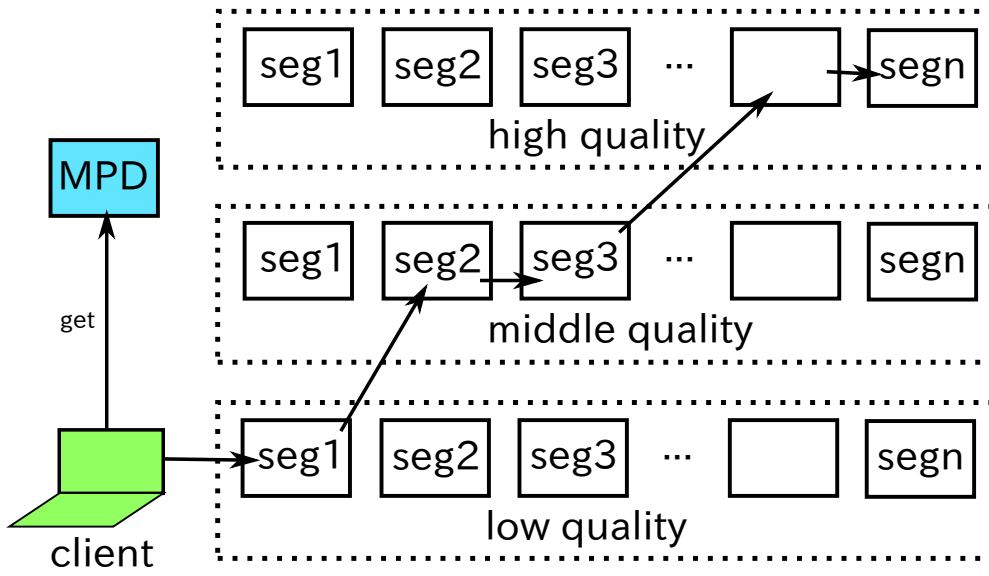 seg1 seg2 seg3 ... segn
high quality
MPD
seg1 seg2 seg3 ... segn
middle quality
get
seg1 seg2 seg3 ... segn
low quality
client